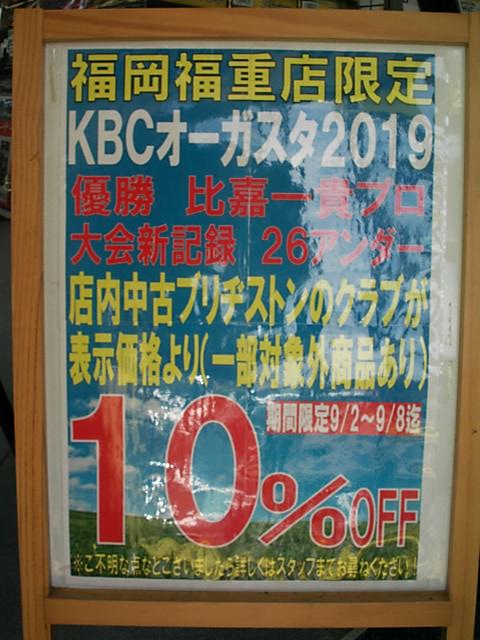 福岡福重店限定
KBCオーガスタ2019
優勝 比嘉一貴プロ
大会新記録 26アンダー
店内中古ブリヂストンのクラブが
表示価格より(一部対象外商品あり)
期間限定9/2〜9/8迄
10%OFF
※ご不明な点などございましたら詳しくはスタッフまでお尋ねください!